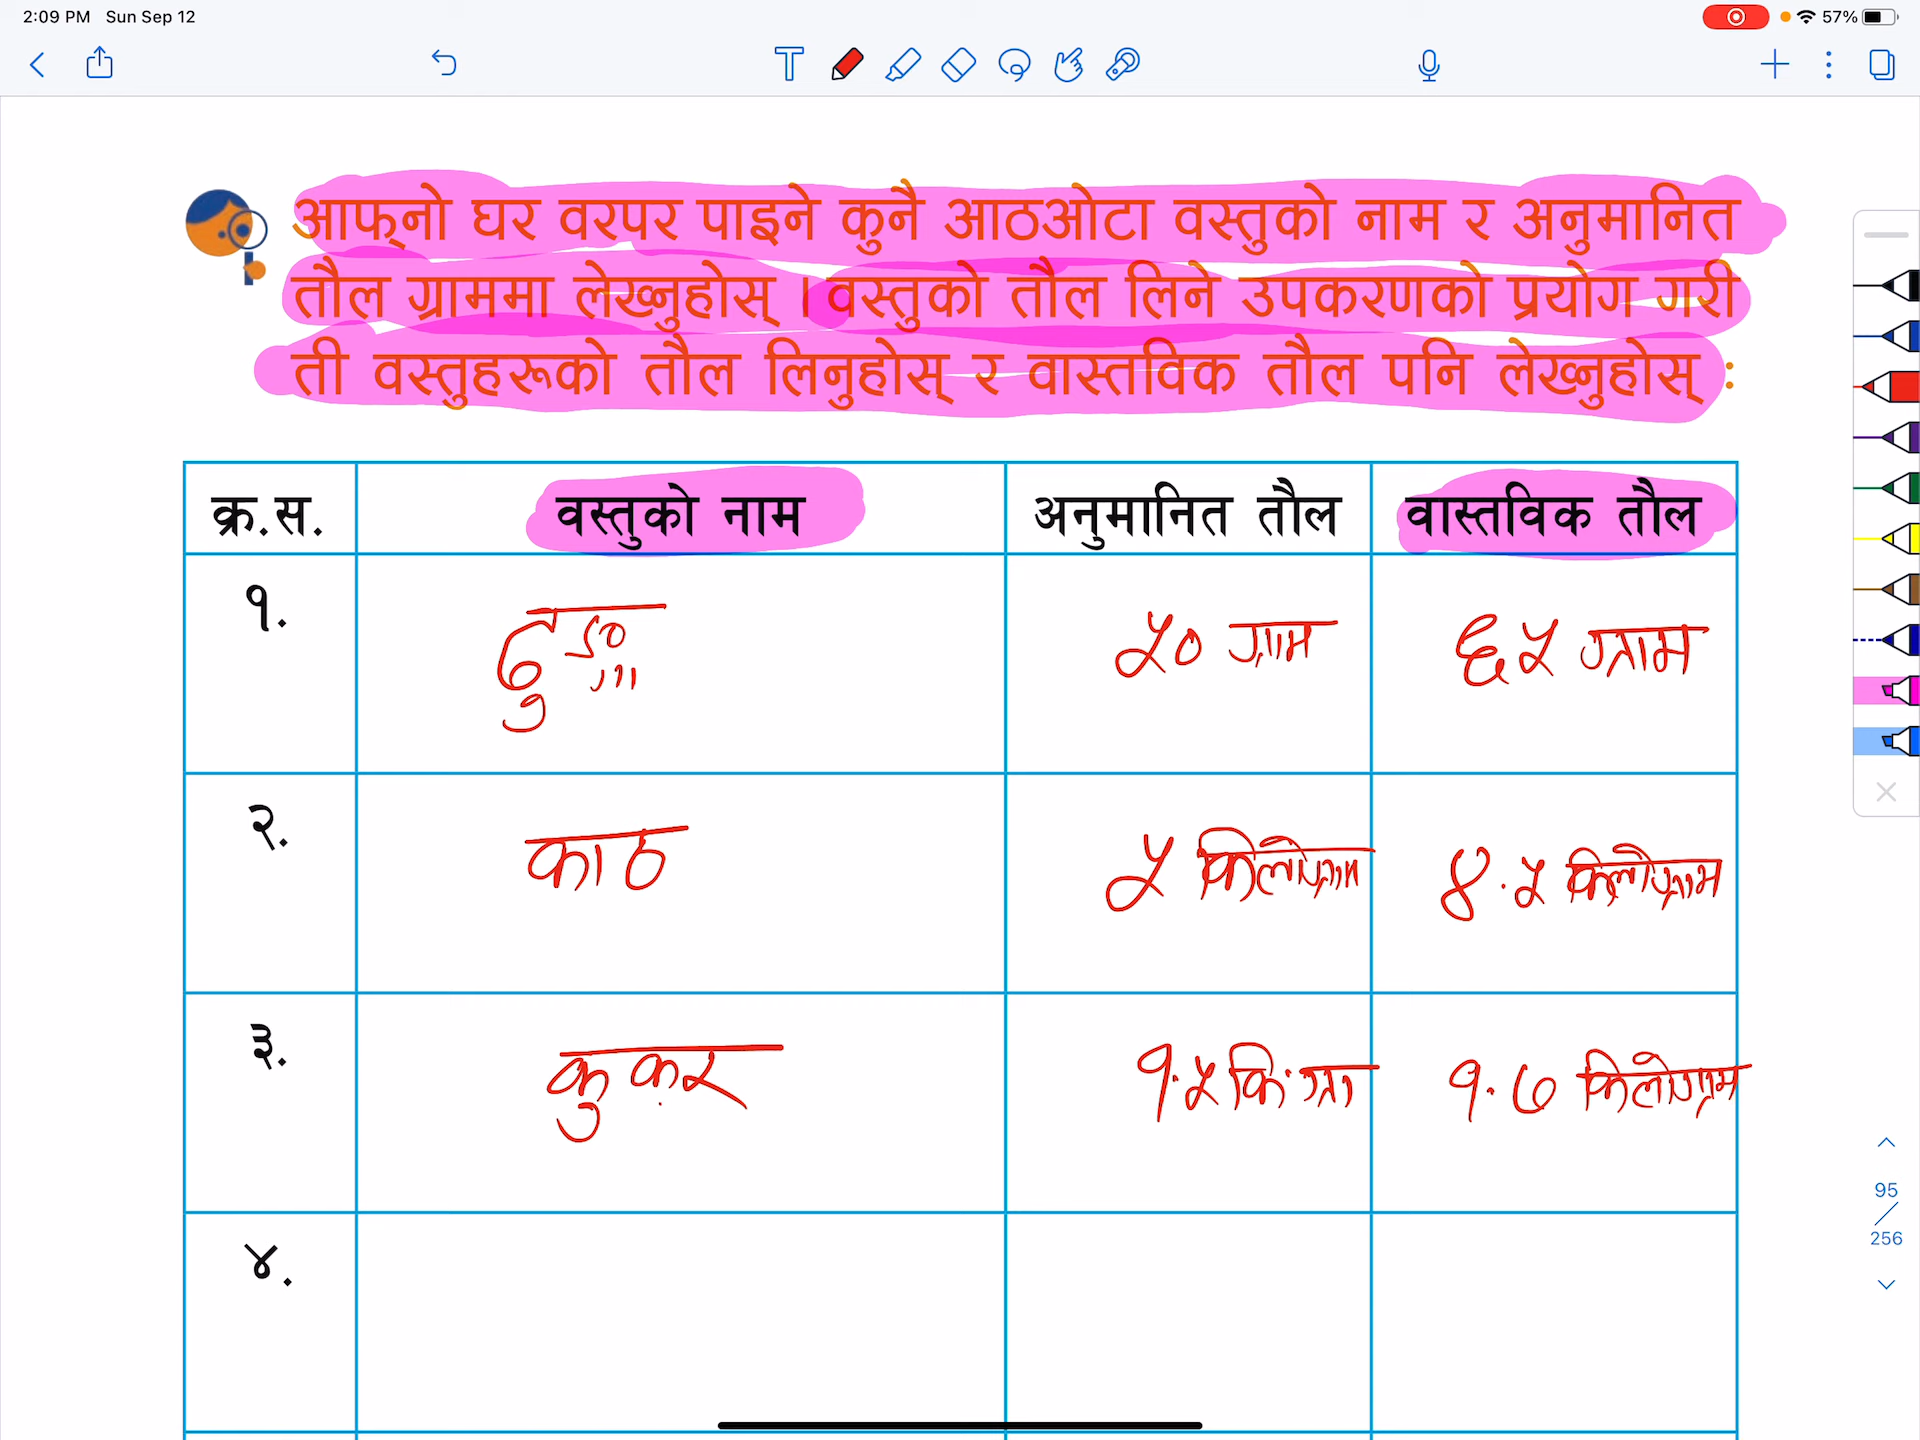 2:09 PM Sun Sep 12
57%
आफ्नो घर वरपर पाइने कुनै आठओटा वस्तुको नाम र अनुमानित
तौल ग्राममा लेख्नुहोस् । वस्तुको तौल लिने उपकरणको प्रयोग गरी
ती वस्तुहरूको तौल लिनुहोस् र वास्तविक तौल पनि लेख्नुहोस् :
क्र.स. वस्तुको नाम अनुमानित तौल वास्तविक तौल
१. ५० ग्राम ६५ ग्राम
२. काठ ५ किलोग्राम ४.५ किलोग्राम
३. कुकर १.५ कि.ग्रा १.७ किलोग्राम
४.
95
/
256